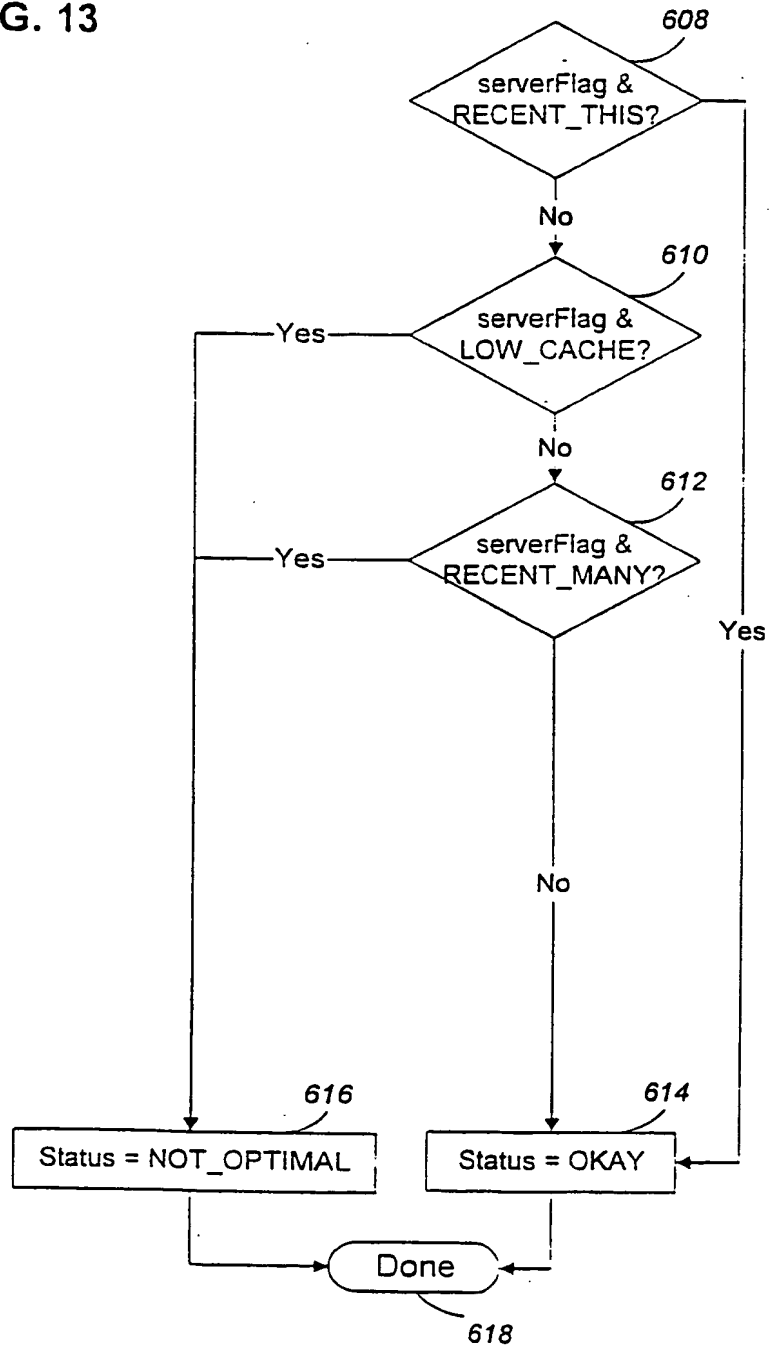 G. 13
608
serverFlag &
RECENT_THIS?
No
610
serverFlag &
LOW_CACHE?
Yes
No
612
serverFlag &
RECENT_MANY?
Yes
Yes
No
616
614
Status = NOT_OPTIMAL
Status = OKAY
Done
618